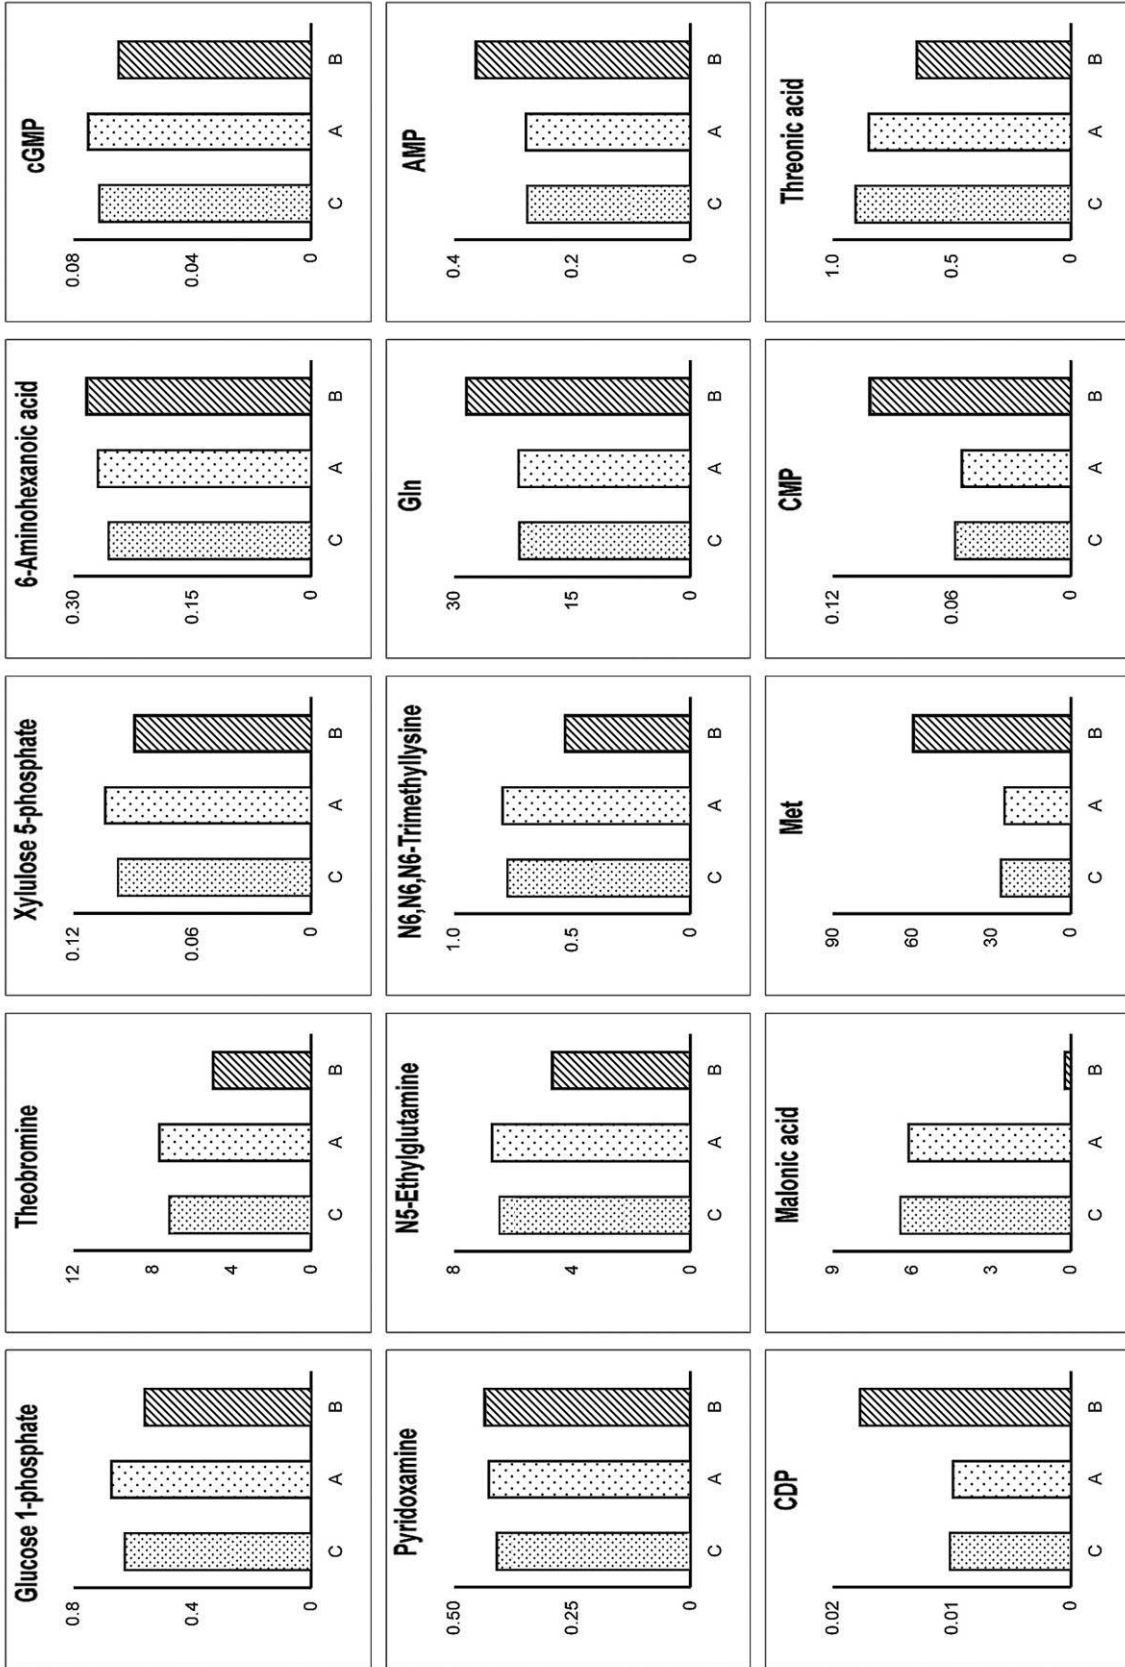 Glucose 1-phosphate
0.8
0.4
0
C A B
Theobromine
12
8
4
0
C A B
Xylulose 5-phosphate
0.12
0.06
0
C A B
6-Aminohexanoic acid
0.30
0.15
0
C A B
cGMP
0.08
0.04
0
C A B
Pyridoxamine
0.50
0.25
0
C A B
N5-Ethylglutamine
8
4
0
C A B
N6,N6,N6-Trimethyllysine
1.0
0.5
0
C A B
Gln
30
15
0
C A B
AMP
0.4
0.2
0
C A B
CDP
0.02
0.01
0
C A B
Malonic acid
9
6
3
0
C A B
Met
90
60
30
0
C A B
CMP
0.12
0.06
0
C A B
Threonic acid
1.0
0.5
0
C A B